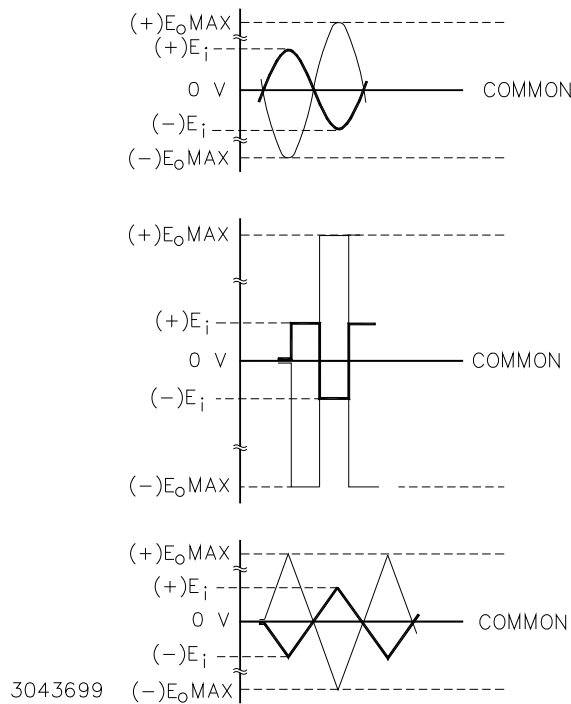 (+)EoMAX
(+)Ei
0 V COMMON
(−)Ei
(−)EoMAX
(+)EoMAX
(+)Ei
0 V COMMON
(−)Ei
(−)EoMAX
(+)EoMAX
(+)Ei
0 V COMMON
(−)Ei
3043699 (−)EoMAX